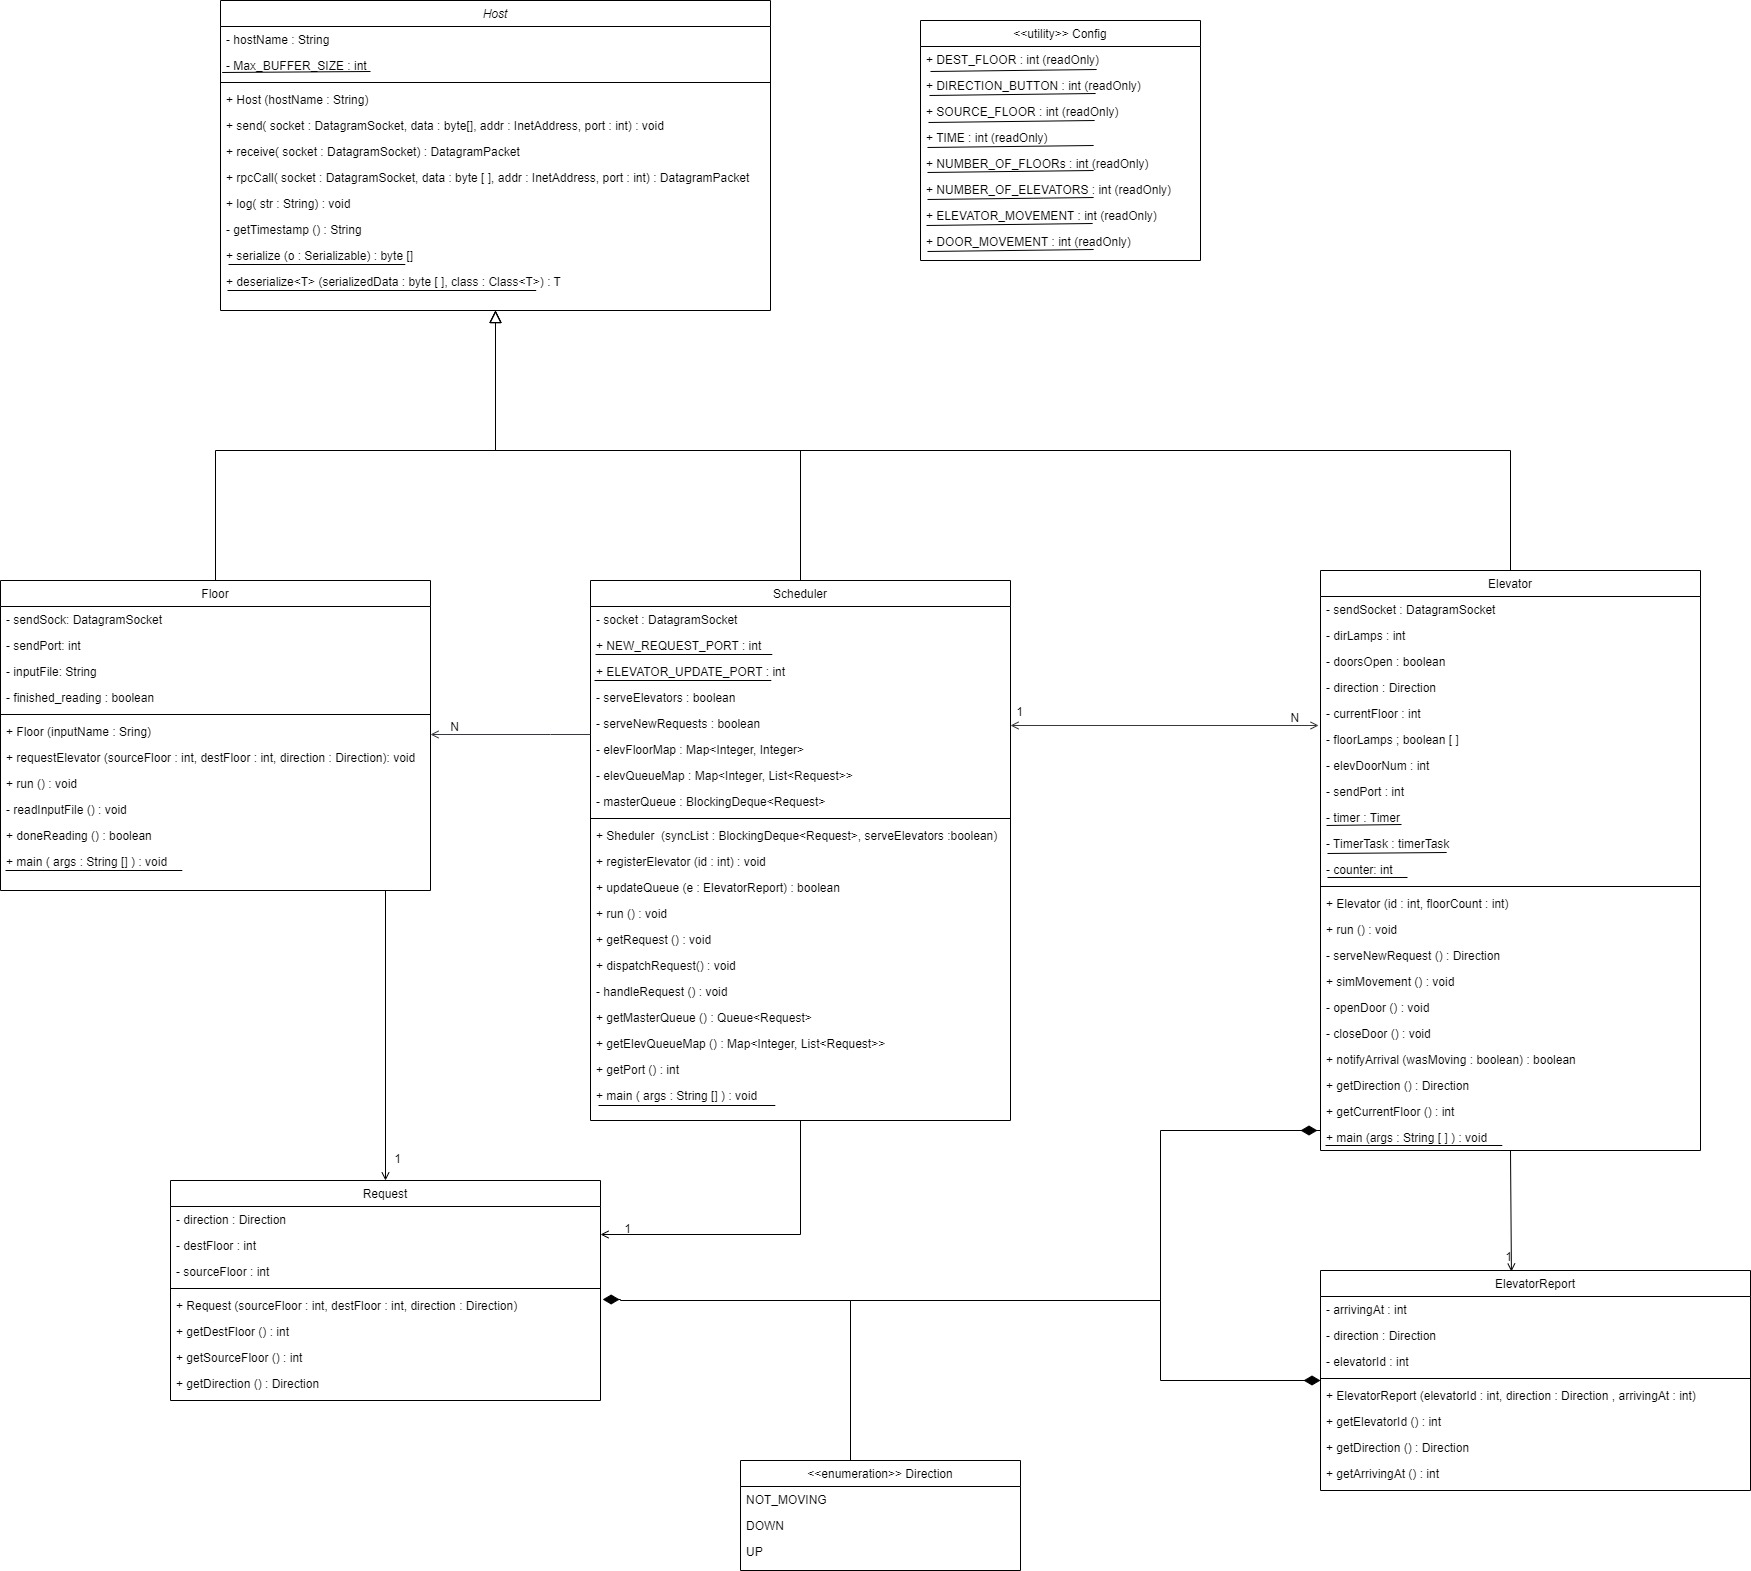 Host
- hostName : String
- Max_BUFFER_SIZE : int
+ Host (hostName : String)
+ send( socket : DatagramSocket, data : byte[], addr : InetAddress, port : int) : void
+ receive( socket : DatagramSocket) : DatagramPacket
+ rpcCall( socket : DatagramSocket, data : byte [ ], addr : InetAddress, port : int) : DatagramPacket
+ log( str : String) : void
- getTimestamp () : String
+ serialize (o : Serializable) : byte []
+ deserialize<T> (serializedData : byte [ ], class : Class<T>) : T
<<utility>> Config
+ DEST_FLOOR : int (readOnly)
+ DIRECTION_BUTTON : int (readOnly)
+ SOURCE_FLOOR : int (readOnly)
+ TIME : int (readOnly)
+ NUMBER_OF_FLOORs : int (readOnly)
+ NUMBER_OF_ELEVATORS : int (readOnly)
+ ELEVATOR_MOVEMENT : int (readOnly)
+ DOOR_MOVEMENT : int (readOnly)
Floor
- sendSock: DatagramSocket
- sendPort: int
- inputFile: String
- finished_reading : boolean
+ Floor (inputName : Sring)
+ requestElevator (sourceFloor : int, destFloor : int, direction : Direction): void
+ run () : void
- readInputFile () : void
+ doneReading () : boolean
+ main ( args : String [] ) : void
N
Scheduler
- socket : DatagramSocket
+ NEW_REQUEST_PORT : int
+ ELEVATOR_UPDATE_PORT : int
- serveElevators : boolean
- serveNewRequests : boolean
- elevFloorMap : Map<Integer, Integer>
- elevQueueMap : Map<Integer, List<Request>>
- masterQueue : BlockingDeque<Request>
+ Sheduler  (syncList : BlockingDeque<Request>, serveElevators :boolean)
+ registerElevator (id : int) : void
+ updateQueue (e : ElevatorReport) : boolean
+ run () : void
+ getRequest () : void
+ dispatchRequest() : void
- handleRequest () : void
+ getMasterQueue () : Queue<Request>
+ getElevQueueMap () : Map<Integer, List<Request>>
+ getPort () : int
+ main ( args : String [] ) : void
1
N
Elevator
- sendSocket : DatagramSocket
- dirLamps : int
- doorsOpen : boolean
- direction : Direction
- currentFloor : int
- floorLamps ; boolean [ ]
- elevDoorNum : int
- sendPort : int
- timer : Timer
- TimerTask : timerTask
- counter: int
+ Elevator (id : int, floorCount : int)
+ run () : void
- serveNewRequest () : Direction
+ simMovement () : void
- openDoor () : void
- closeDoor () : void
+ notifyArrival (wasMoving : boolean) : boolean
+ getDirection () : Direction
+ getCurrentFloor () : int
+ main (args : String [ ] ) : void
1
Request
- direction : Direction
- destFloor : int
- sourceFloor : int
+ Request (sourceFloor : int, destFloor : int, direction : Direction)
+ getDestFloor () : int
+ getSourceFloor () : int
+ getDirection () : Direction
1
1
ElevatorReport
- arrivingAt : int
- direction : Direction
- elevatorId : int
+ ElevatorReport (elevatorId : int, direction : Direction , arrivingAt : int)
+ getElevatorId () : int
+ getDirection () : Direction
+ getArrivingAt () : int
<<enumeration>> Direction
NOT_MOVING
DOWN
UP